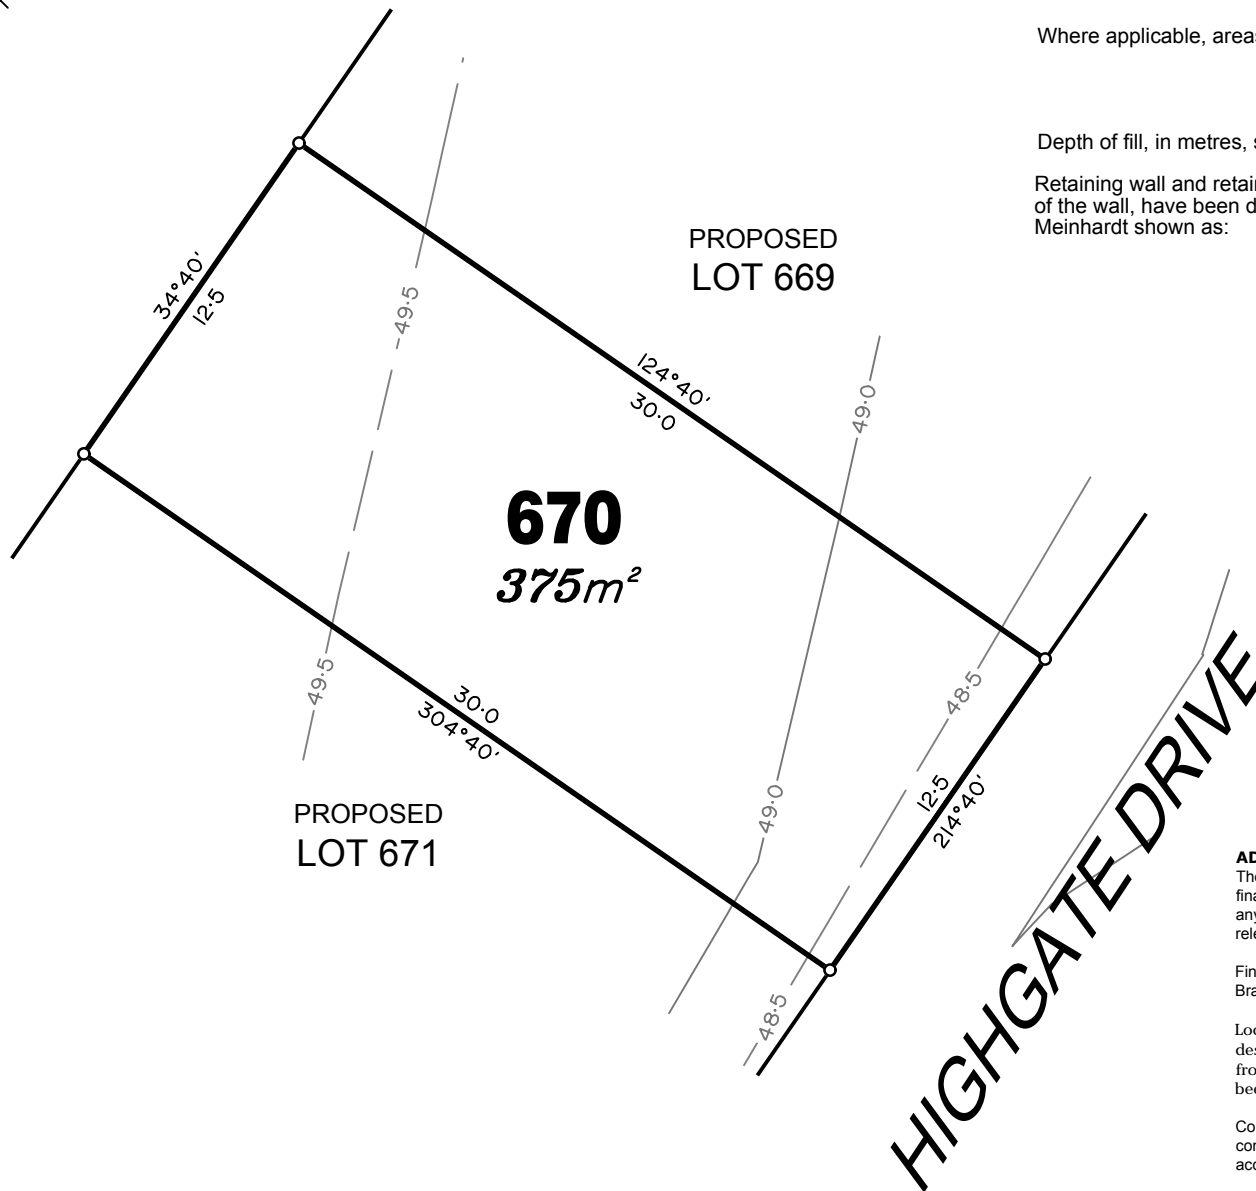 Where applicable, areas
Depth of fill, in metres,
Retaining wall and
of the wall, have been
Meinhardt shown as:
PROPOSED
LOT 669
34°40'
12·5
49·5
124°40'
30·0
49·0
670
375m²
49·5
30·0
304°40'
48·5
12·5
214°40'
49·0
PROPOSED
LOT 671
48·5
HIGHGATE DRIVE